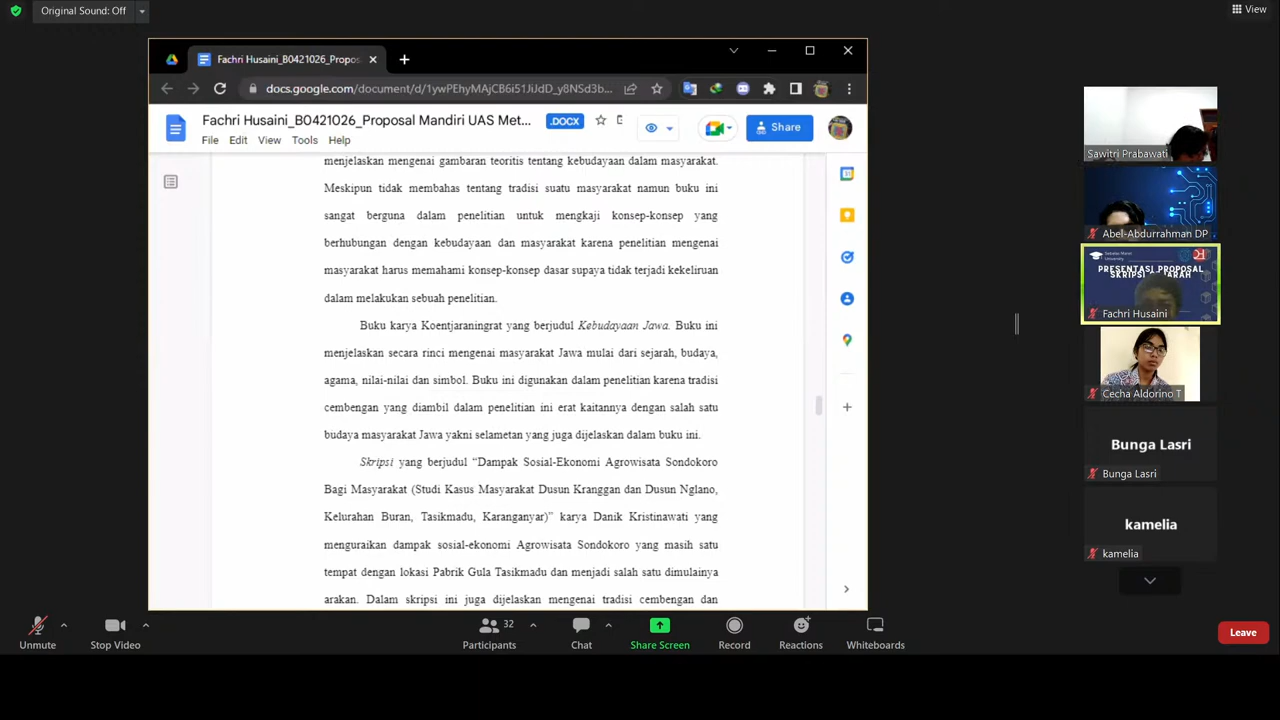 Original Sound: Off
View
Fachri Husaini_B0421026_Propos
docs.google.com/document/d/1ywPEhyMAjCB6i51JiJdD_y8NSd3b...
Fachri Husaini_B0421026_Proposal Mandiri UAS Met...
.DOCX
Share
File Edit View Tools Help
menjelaskan mengenai gambaran teoritis tentang kebudayaan dalam masyarakat.
Meskipun tidak membahas tentang tradisi suatu masyarakat namun buku ini
sangat berguna dalam penelitian untuk mengkaji konsep-konsep yang
berhubungan dengan kebudayaan dan masyarakat karena penelitian mengenai
masyarakat harus memahami konsep-konsep dasar supaya tidak terjadi kekeliruan
dalam melakukan sebuah penelitian.
Buku karya Koentjaraningrat yang berjudul Kebudayaan Jawa. Buku ini
menjelaskan secara rinci mengenai masyarakat Jawa mulai dari sejarah, budaya,
agama, nilai-nilai dan simbol. Buku ini digunakan dalam penelitian karena tradisi
cembengan yang diambil dalam penelitian ini erat kaitannya dengan salah satu
budaya masyarakat Jawa yakni selametan yang juga dijelaskan dalam buku ini.
Skripsi yang berjudul “Dampak Sosial-Ekonomi Agrowisata Sondokoro
Bagi Masyarakat (Studi Kasus Masyarakat Dusun Kranggan dan Dusun Nglano,
Kelurahan Buran, Tasikmadu, Karanganyar)” karya Danik Kristinawati yang
menguraikan dampak sosial-ekonomi Agrowisata Sondokoro yang masih satu
tempat dengan lokasi Pabrik Gula Tasikmadu dan menjadi salah satu dimulainya
arakan. Dalam skripsi ini juga dijelaskan mengenai tradisi cembengan dan
Sawitri Prabawati
Abel-Abdurrahman DP
Sebelas Maret
University
PRESENTASI PROPOSAL
SKRIPSI SEJARAH
Fachri Husaini
Cecha Aldorino T
Bunga Lasri
Bunga Lasri
kamelia
kamelia
Unmute
Stop Video
Participants
32
Chat
Share Screen
Record
Reactions
Whiteboards
Leave